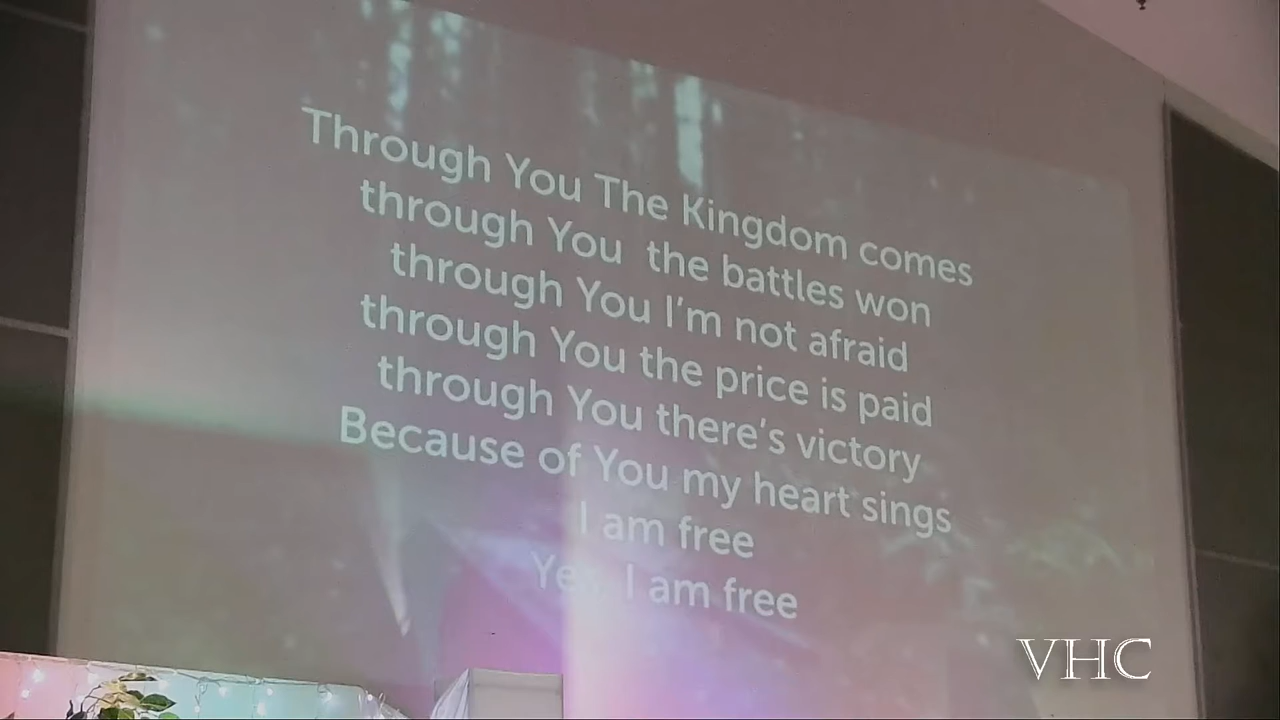 Through You The Kingdom comes
through You the battles won
through You I'm not afraid
through You the price is paid
through You there's victory
Because of You my heart sings
I am free
Yes, I am free
VHC